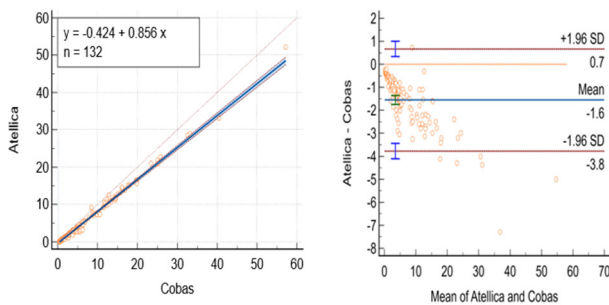 y = -0.424 + 0.856 x
n = 132
60
50
40
30
20
10
0
0 10 20 30 40 50 60
Atellica
Cobas
2
1
0
-1
-2
-3
-4
-5
-6
-7
-8
0 10 20 30 40 50 60 70
Atellica - Cobas
Mean of Atellica and Cobas
+1.96 SD
0.7
Mean
-1.6
-1.96 SD
-3.8